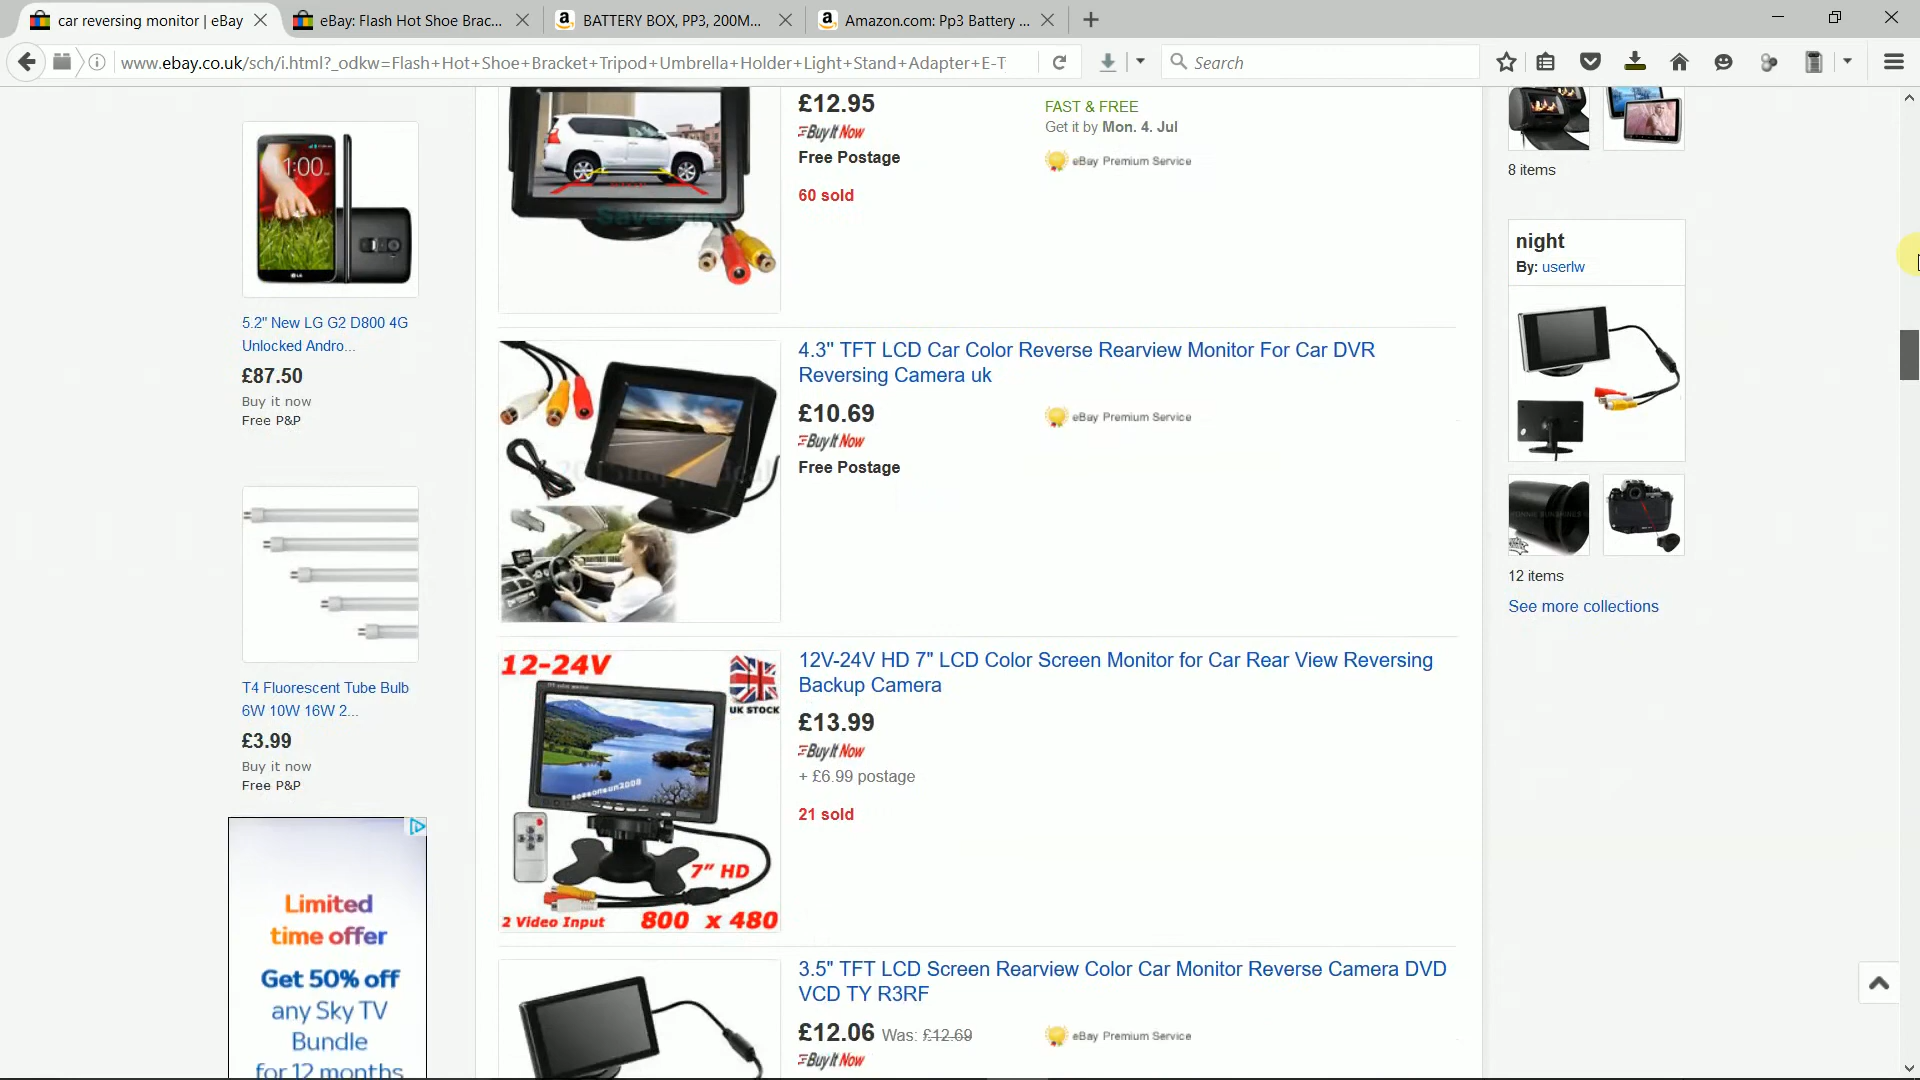 car reversing monitor | eBay
eBay: Flash Hot Shoe Brac...
BATTERY BOX, PP3, 200M...
Amazon.com: Pp3 Battery ...
www.ebay.co.uk/sch/i.html?_odkw=Flash+Hot+Shoe+Bracket+Tripod+Umbrella+Holder+Light+Stand+Adapter+E-T
Search
5.2" New LG G2 D800 4G
Unlocked Andro...
£87.50
Buy it now
Free P&P
T4 Fluorescent Tube Bulb
6W 10W 16W 2...
£3.99
Buy it now
Free P&P
Limited
time offer
Get 50% off
any Sky TV
Bundle
for 12 months
1:00
LG
£12.95
Buy It Now
Free Postage
60 sold
FAST & FREE
Get it by Mon. 4. Jul
eBay Premium Service
4.3'' TFT LCD Car Color Reverse Rearview Monitor For Car DVR
Reversing Camera uk
£10.69
Buy It Now
Free Postage
eBay Premium Service
12-24V
UK STOCK
seasonsun2008
7" HD
2 Video Input
800 x 480
12V-24V HD 7" LCD Color Screen Monitor for Car Rear View Reversing
Backup Camera
£13.99
Buy It Now
+ £6.99 postage
21 sold
3.5" TFT LCD Screen Rearview Color Car Monitor Reverse Camera DVD
VCD TY R3RF
£12.06 Was: £12.69
Buy It Now
eBay Premium Service
8 items
night
By: userlw
12 items
See more collections